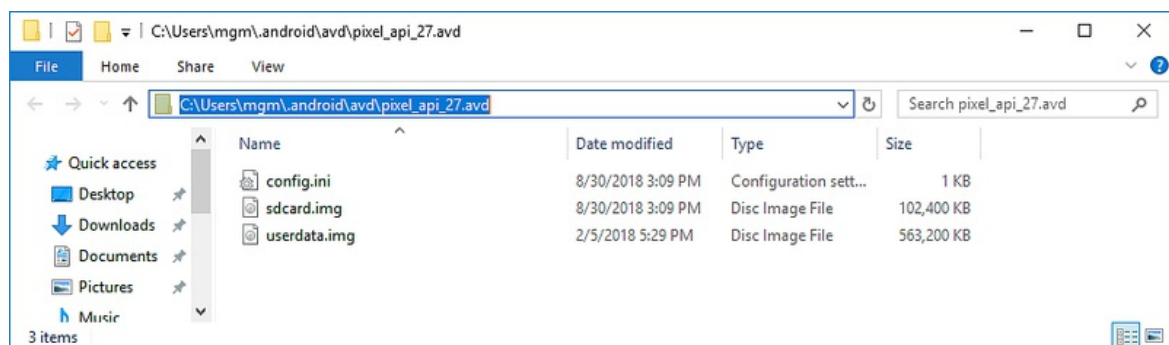 C:\Users\mgm\.android\avd\pixel_api_27.avd
File Home Share View
C:\Users\mgm\.android\avd\pixel_api_27.avd Search pixel_api_27.avd
Name Date modified Type Size
Quick access
Desktop
Downloads
Documents
Pictures
Music
config.ini 8/30/2018 3:09 PM Configuration sett... 1 KB
sdcard.img 8/30/2018 3:09 PM Disc Image File 102,400 KB
userdata.img 2/5/2018 5:29 PM Disc Image File 563,200 KB
3 items